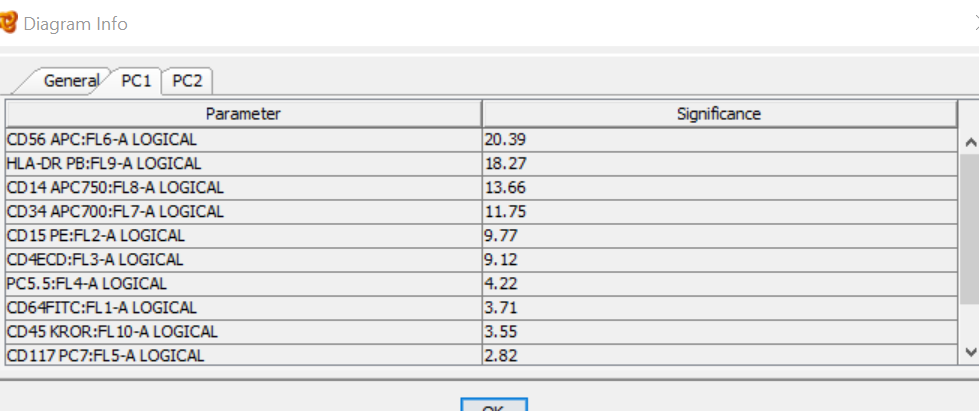 Diagram Info
General PC1 PC2
Parameter Significance
CD56 APC:FL6-A LOGICAL 20.39
HLA-DR PB:FL9-A LOGICAL 18.27
CD14 APC750:FL8-A LOGICAL 13.66
CD34 APC700:FL7-A LOGICAL 11.75
CD15 PE:FL2-A LOGICAL 9.77
CD4ECD:FL3-A LOGICAL 9.12
PC5.5:FL4-A LOGICAL 4.22
CD64FITC:FL1-A LOGICAL 3.71
CD45 KROR:FL10-A LOGICAL 3.55
CD117 PC7:FL5-A LOGICAL 2.82
OK